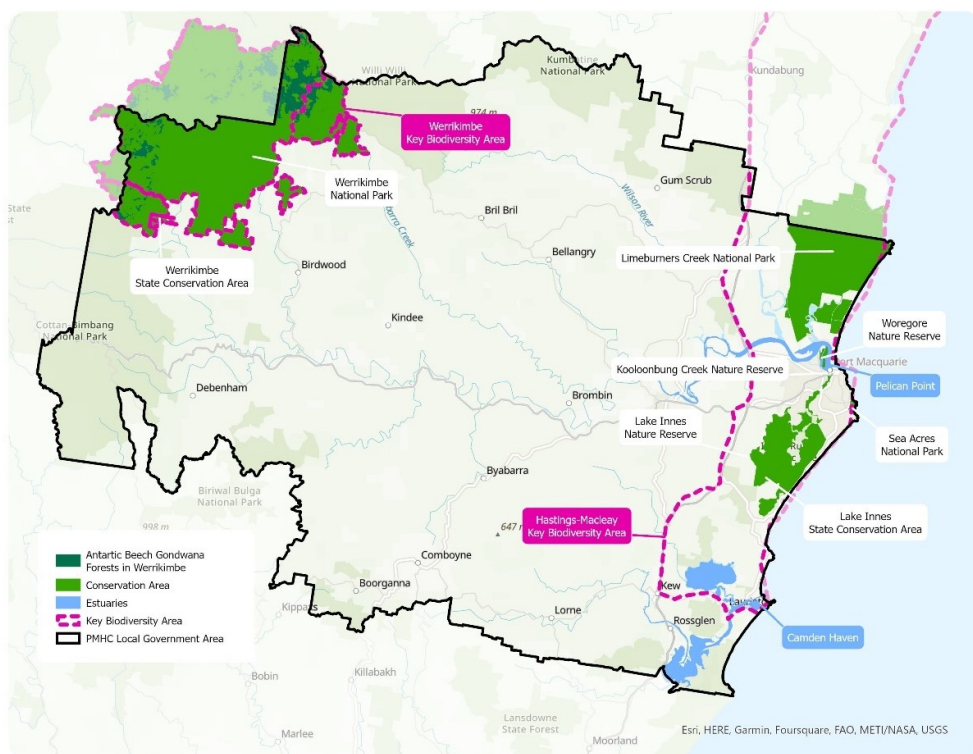 Willi Willi
National Park
Kumbatine
National Park
Kundabung
974 m
Werrikimbe
Key Biodiversity Area
Werrikimbe
National Park
Gum Scrub
Wilson River
State
Bril Bril
Limeburners Creek National Park
Bellangry
Werrikimbe
State Conservation Area
Birdwood
Woregore
Nature Reserve
Cottan-Bimbang
National Park
Kindee
Kooloonbung Creek Nature Reserve
Pelican Point
Debenham
Brombin
Lake Innes
Nature Reserve
Sea Acres
National Park
Byabarra
Biriwal Bulga
National Park
Hastings-Macleay
Key Biodiversity Area
Lake Innes
State Conservation Area
998 m
647 m
Antartic Beech Gondwana
Forests in Werrikimbe
Conservation Area
Estuaries
Key Biodiversity Area
PMHC Local Government Area
Comboyne
Boorganna
Kew
Lorne
Rossglen
Camden Haven
Bobin
Killabakh
Lansdowne
State Forest
Marlee
Moorland
Esri, HERE, Garmin, Foursquare, FAO, METI/NASA, USGS